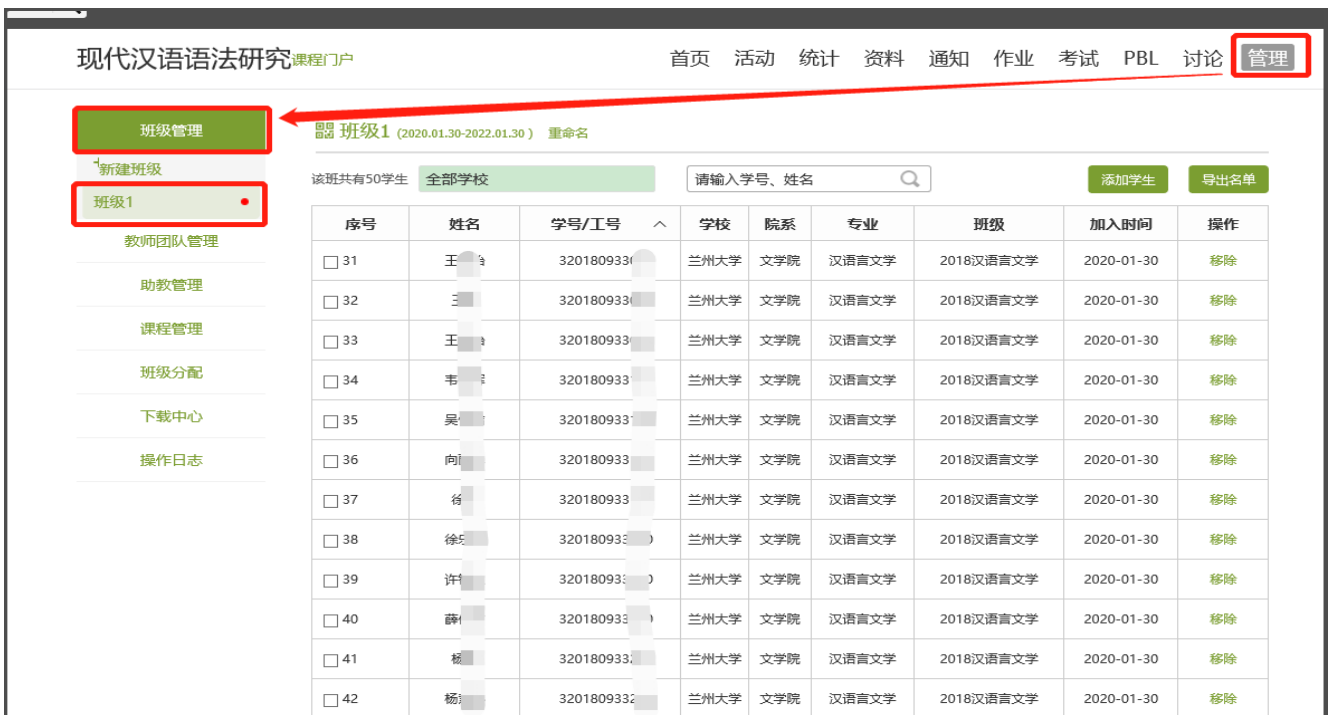 现代汉语语法研究课程门户 首页 活动 统计 资料 通知 作业 考试 PBL 讨论 管理
班级管理
新建班级
班级1
教师团队管理
助教管理
课程管理
班级分配
下载中心
操作日志
班级1 (2020.01.30-2022.01.30 ) 重命名
该班共有50学生 全部学校 请输入学号、姓名 添加学生 导出名单
序号 姓名 学号/工号 学校 院系 专业 班级 加入时间 操作
31 王 320180933 兰州大学 文学院 汉语言文学 2018汉语言文学 2020-01-30 移除
32 320180933 兰州大学 文学院 汉语言文学 2018汉语言文学 2020-01-30 移除
33 王 320180933 兰州大学 文学院 汉语言文学 2018汉语言文学 2020-01-30 移除
34 韦 320180933 兰州大学 文学院 汉语言文学 2018汉语言文学 2020-01-30 移除
35 吴 320180933 兰州大学 文学院 汉语言文学 2018汉语言文学 2020-01-30 移除
36 向 320180933 兰州大学 文学院 汉语言文学 2018汉语言文学 2020-01-30 移除
37 徐 320180933 兰州大学 文学院 汉语言文学 2018汉语言文学 2020-01-30 移除
38 徐 32018093 兰州大学 文学院 汉语言文学 2018汉语言文学 2020-01-30 移除
39 许 32018093 兰州大学 文学院 汉语言文学 2018汉语言文学 2020-01-30 移除
40 薛 320180933 兰州大学 文学院 汉语言文学 2018汉语言文学 2020-01-30 移除
41 杨 320180933 兰州大学 文学院 汉语言文学 2018汉语言文学 2020-01-30 移除
42 杨 3201809332 兰州大学 文学院 汉语言文学 2018汉语言文学 2020-01-30 移除